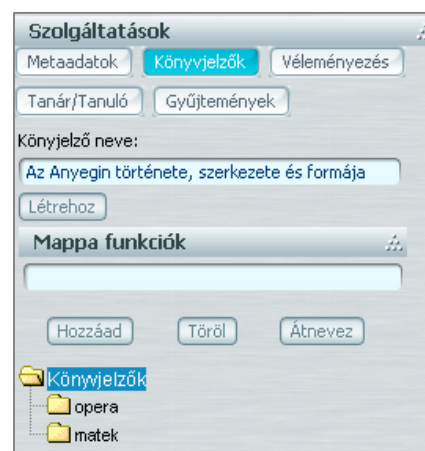 Szolgáltatások
Metaadatok Könyvjelzők Véleményezés
Tanár/Tanuló Gyűjtemények
Könyjelző neve:
Az Anyegin története, szerkezete és formája
Létrehoz
Mappa funkciók
Hozzáad Töröl Átnevez
Könyvjelzők
opera
matek